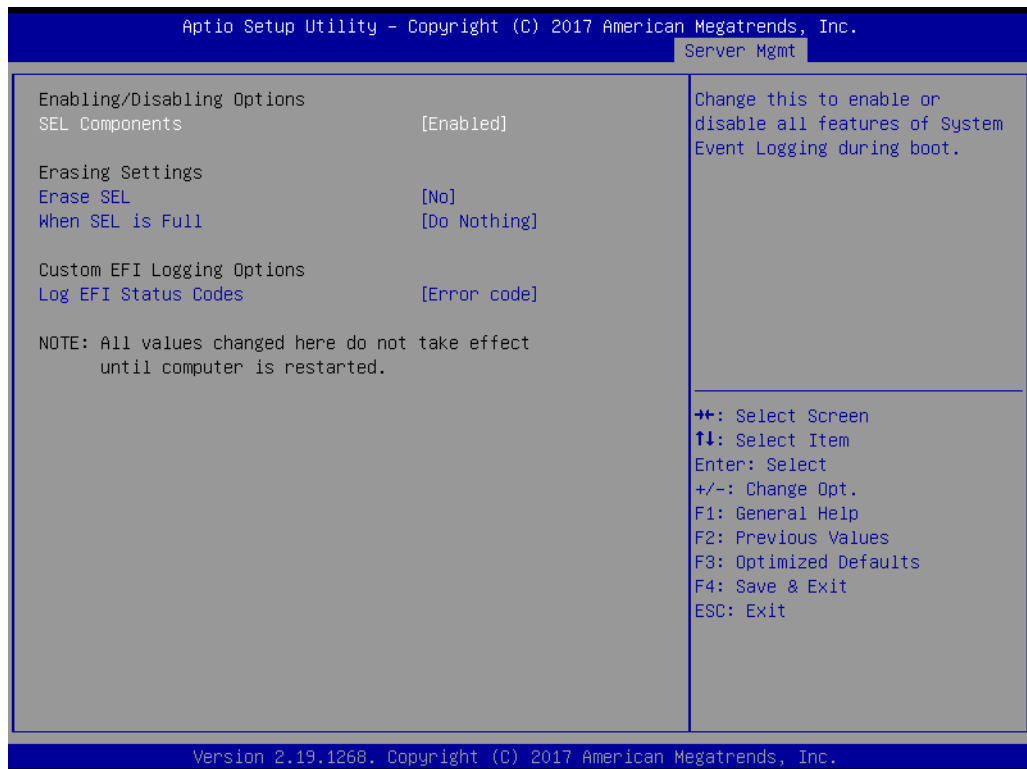 Aptio Setup Utility – Copyright (C) 2017 American Megatrends, Inc.
Server Mgmt
Enabling/Disabling Options
SEL Components [Enabled]
Erasing Settings
Erase SEL [No]
When SEL is Full [Do Nothing]
Custom EFI Logging Options
Log EFI Status Codes [Error code]
NOTE: All values changed here do not take effect
until computer is restarted.
Change this to enable or
disable all features of System
Event Logging during boot.
→←: Select Screen
↑↓: Select Item
Enter: Select
+/-: Change Opt.
F1: General Help
F2: Previous Values
F3: Optimized Defaults
F4: Save & Exit
ESC: Exit
Version 2.19.1268. Copyright (C) 2017 American Megatrends, Inc.